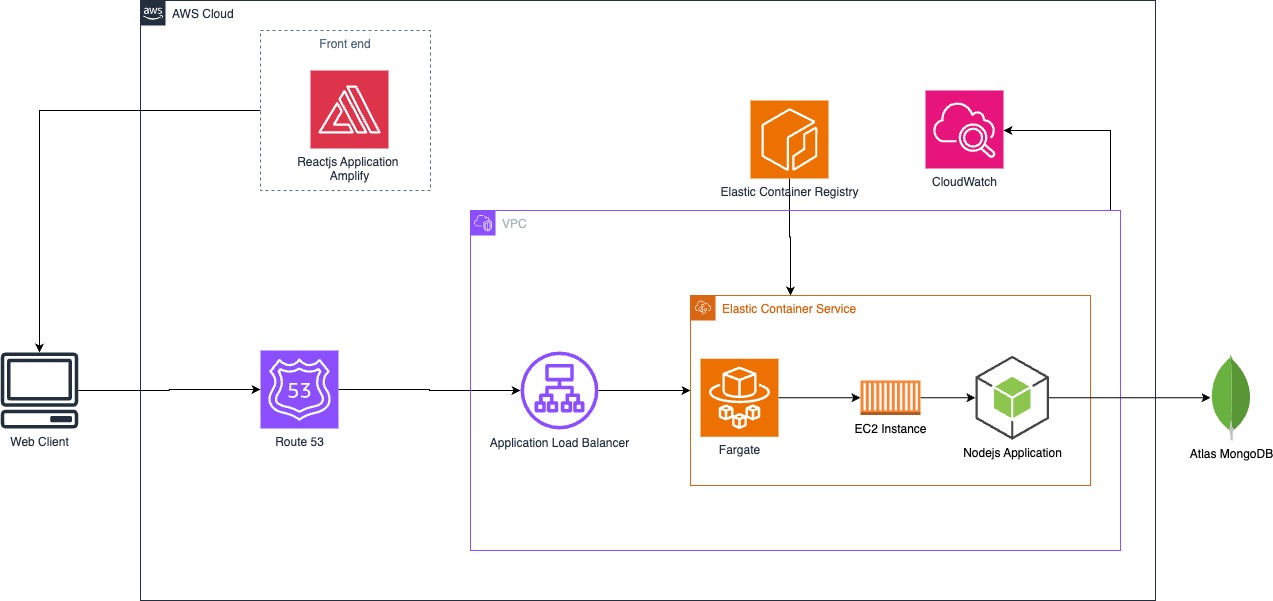 aws
AWS Cloud
Front end
Reactjs Application
Amplify
Elastic Container Registry
CloudWatch
VPC
Elastic Container Service
53
Web Client
Route 53
Application Load Balancer
Fargate
EC2 Instance
Nodejs Application
Atlas MongoDB